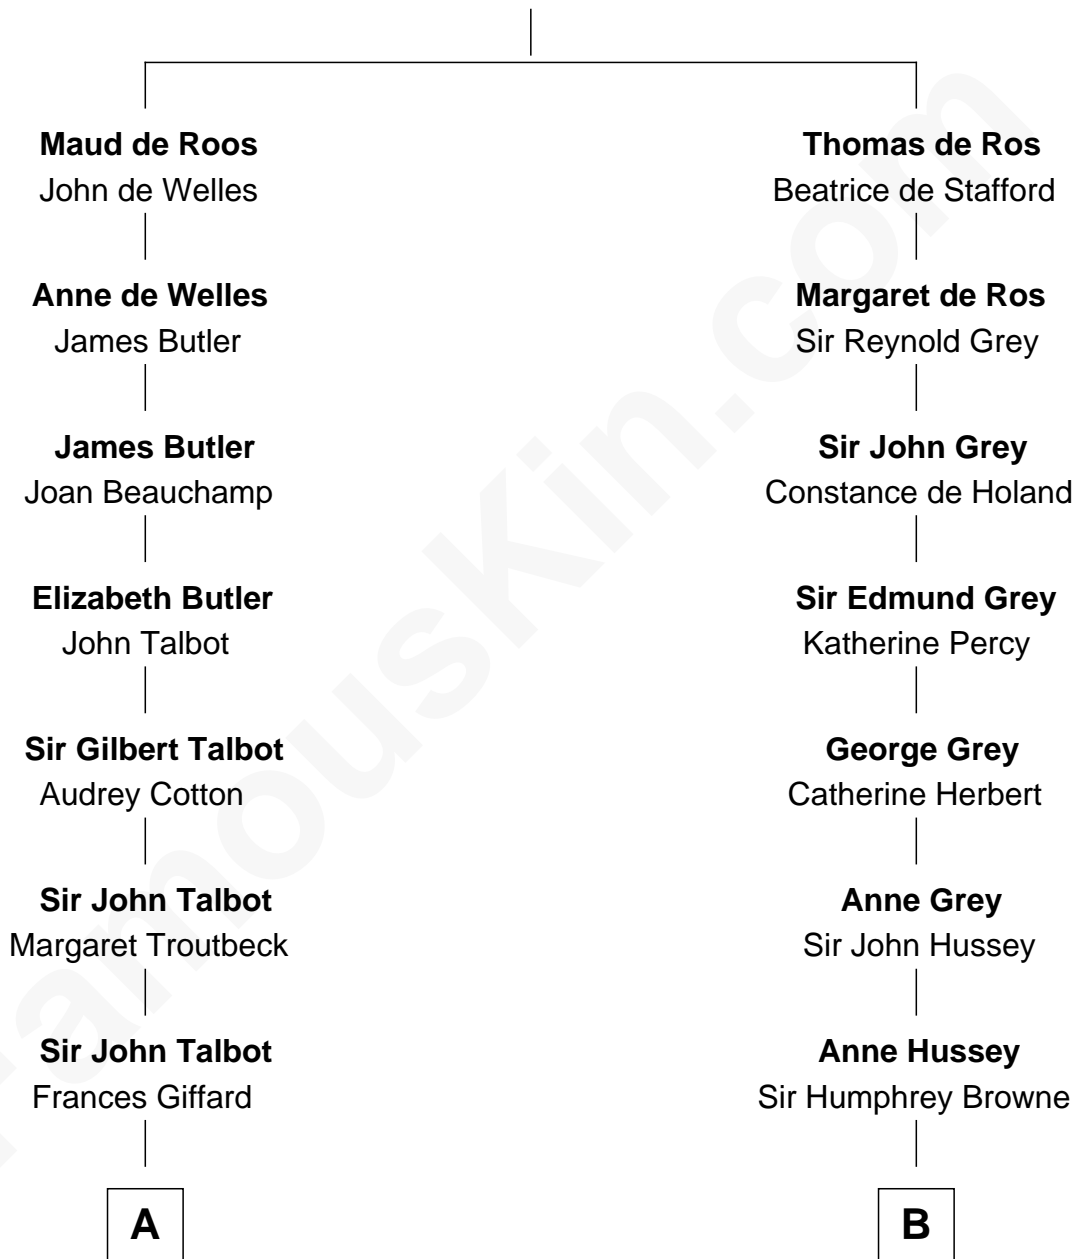 Maud de Roos
John de Welles
Thomas de Ros
Beatrice de Stafford
Anne de Welles
James Butler
Margaret de Ros
Sir Reynold Grey
James Butler
Joan Beauchamp
Sir John Grey
Constance de Holand
Elizabeth Butler
John Talbot
Sir Edmund Grey
Katherine Percy
Sir Gilbert Talbot
Audrey Cotton
George Grey
Catherine Herbert
Sir John Talbot
Margaret Troutbeck
Anne Grey
Sir John Hussey
Sir John Talbot
Frances Giffard
Anne Hussey
Sir Humphrey Browne
A
B
FamousKin.com